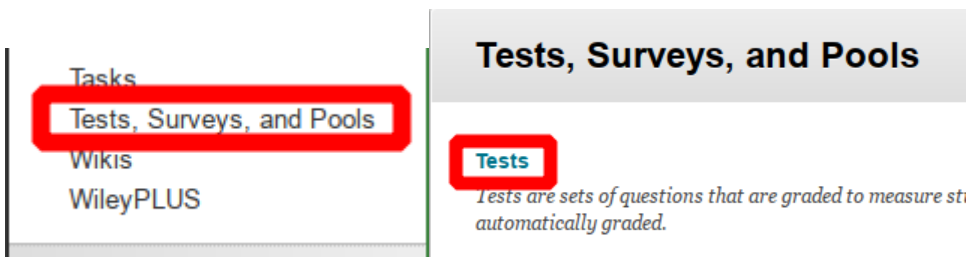 Tasks
Tests, Surveys, and Pools
Wikis
WileyPLUS
Tests, Surveys, and Pools
Tests
Tests are sets of questions that are graded to measure
automatically graded.